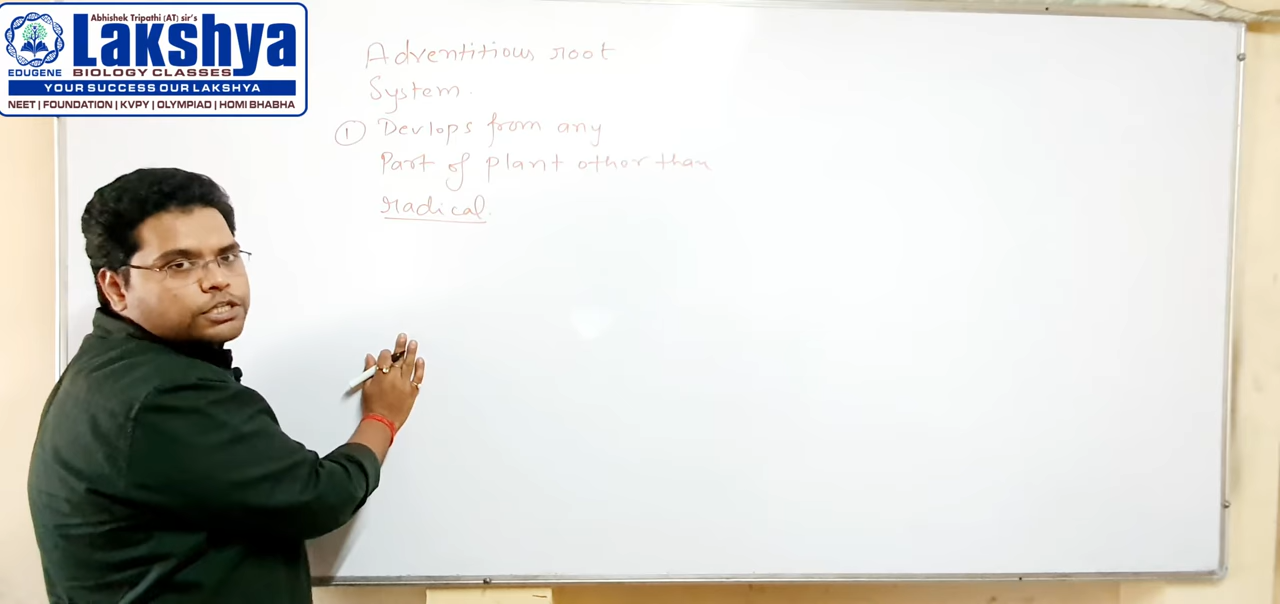 Abhishek Tripathi (AT) sir's
Lakshya
EDUGENE
BIOLOGY CLASSES
YOUR SUCCESS OUR LAKSHYA
NEET | FOUNDATION | KVPY | OLYMPIAD | HOMI BHABHA
Adventitious root
System.
① Devlops from any
Part of plant other than
radical.